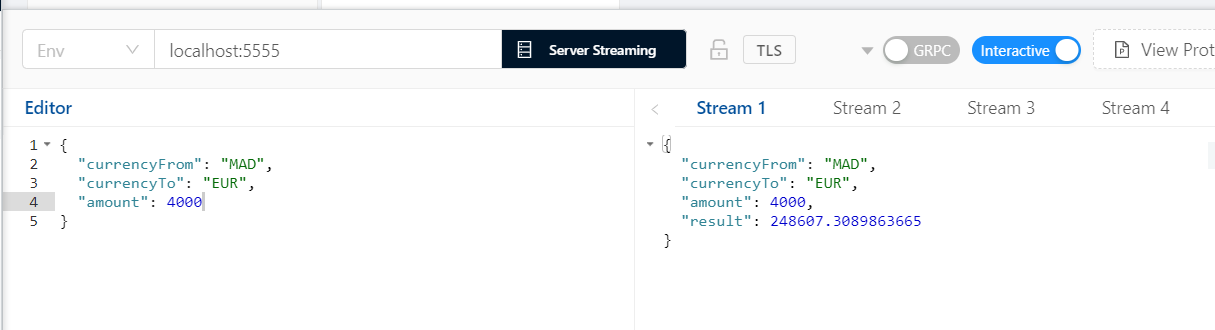 Env localhost:5555 Server Streaming TLS GRPC Interactive View Prot
Editor
1 {
2 "currencyFrom": "MAD",
3 "currencyTo": "EUR",
4 "amount": 4000
5 }
Stream 1 Stream 2 Stream 3 Stream 4
{
"currencyFrom": "MAD",
"currencyTo": "EUR",
"amount": 4000,
"result": 248607.3089863665
}